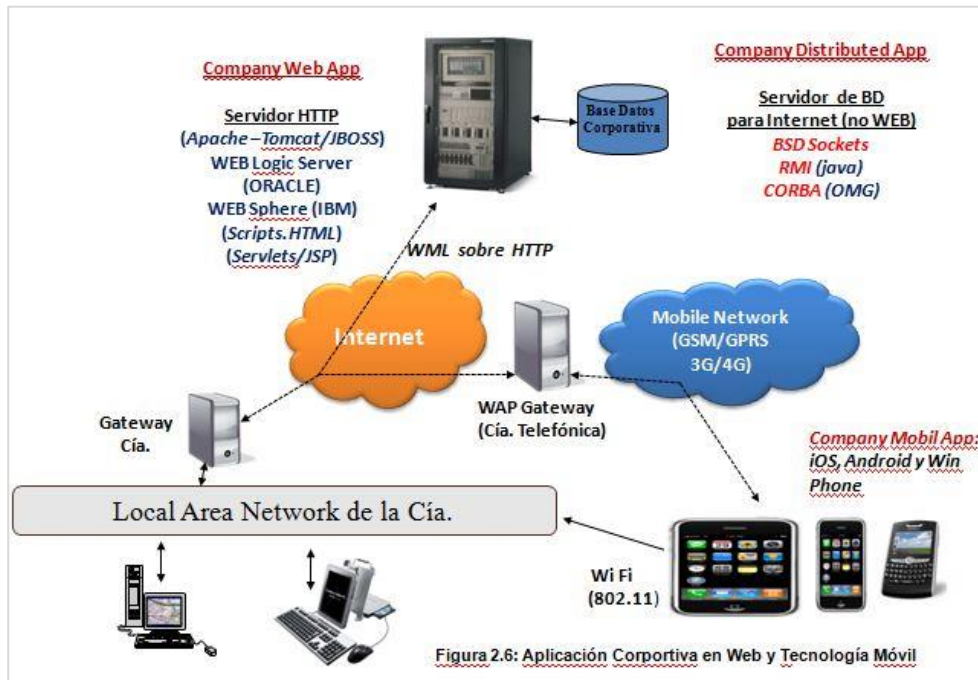 Company Web App
Servidor HTTP
(Apache –Tomcat/JBOSS)
WEB Logic Server
(ORACLE)
WEB Sphere (IBM)
(Scripts.HTML)
(Servlets/JSP)
Base Datos
Corporativa
Company Distributed App
Servidor de BD
para Internet (no WEB)
BSD Sockets
RMI (java)
CORBA (OMG)
WML sobre HTTP
Internet
Mobile Network
(GSM/GPRS
3G/4G)
WAP Gateway
(Cía. Telefónica)
Gateway
Cía.
Company Mobil App:
iOS, Android y Win
Phone
Local Area Network de la Cía.
Wi Fi
(802.11)
Figura 2.6: Aplicación Corportiva en Web y Tecnología Móvil